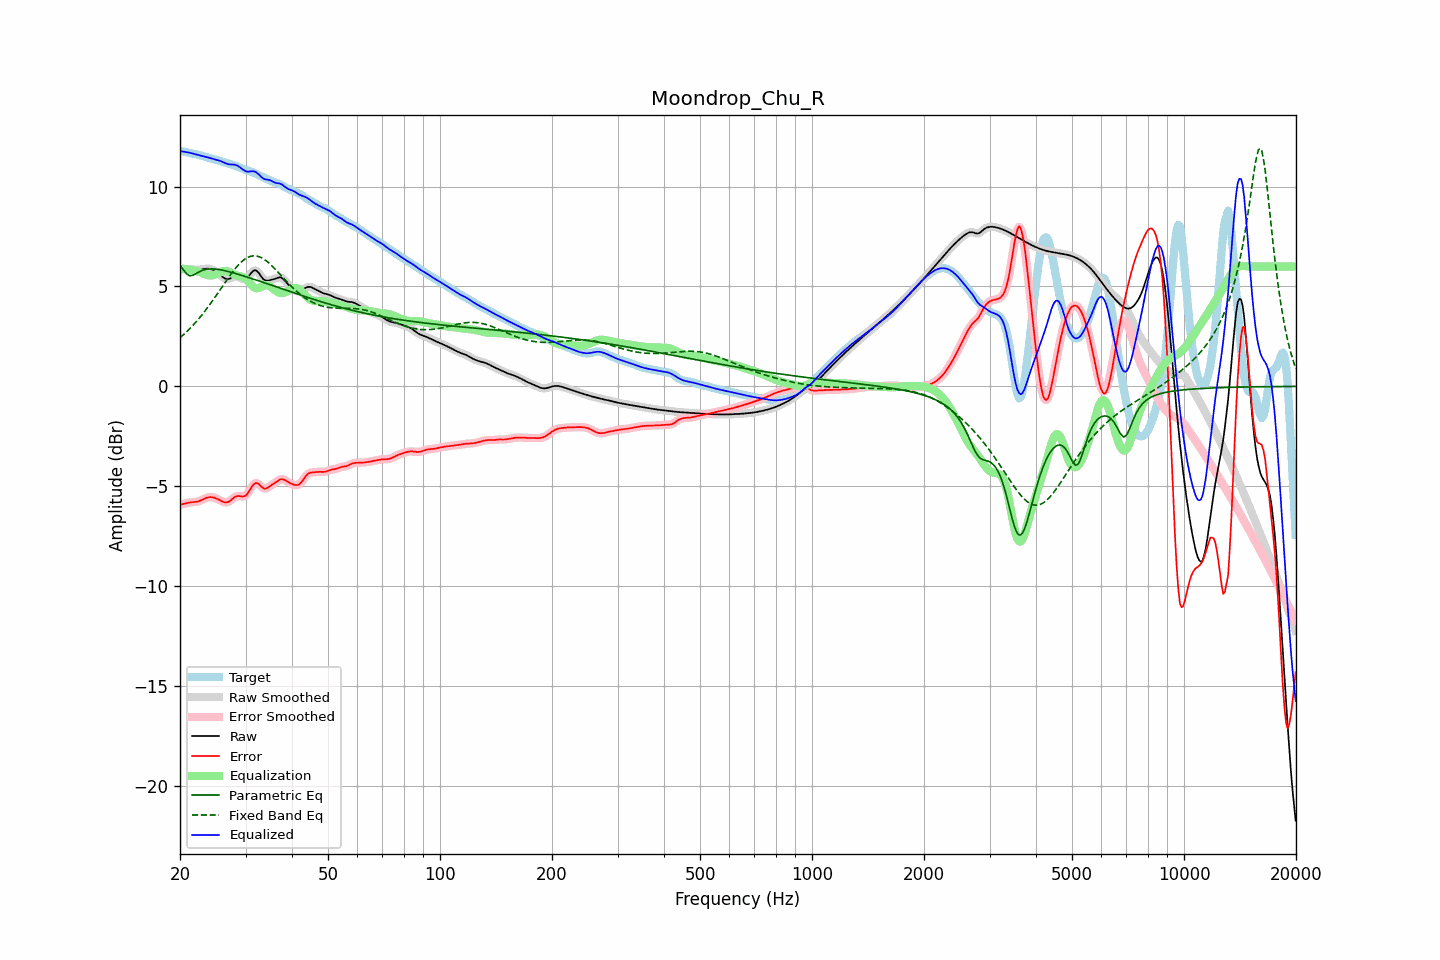 Moondrop_Chu_R
Amplitude (dBr)
10
5
0
−5
−10
−15
−20
Target
Raw Smoothed
Error Smoothed
Raw
Error
Equalization
Parametric Eq
Fixed Band Eq
Equalized
20 50 100 200 500 1000 2000 5000 10000 20000
Frequency (Hz)